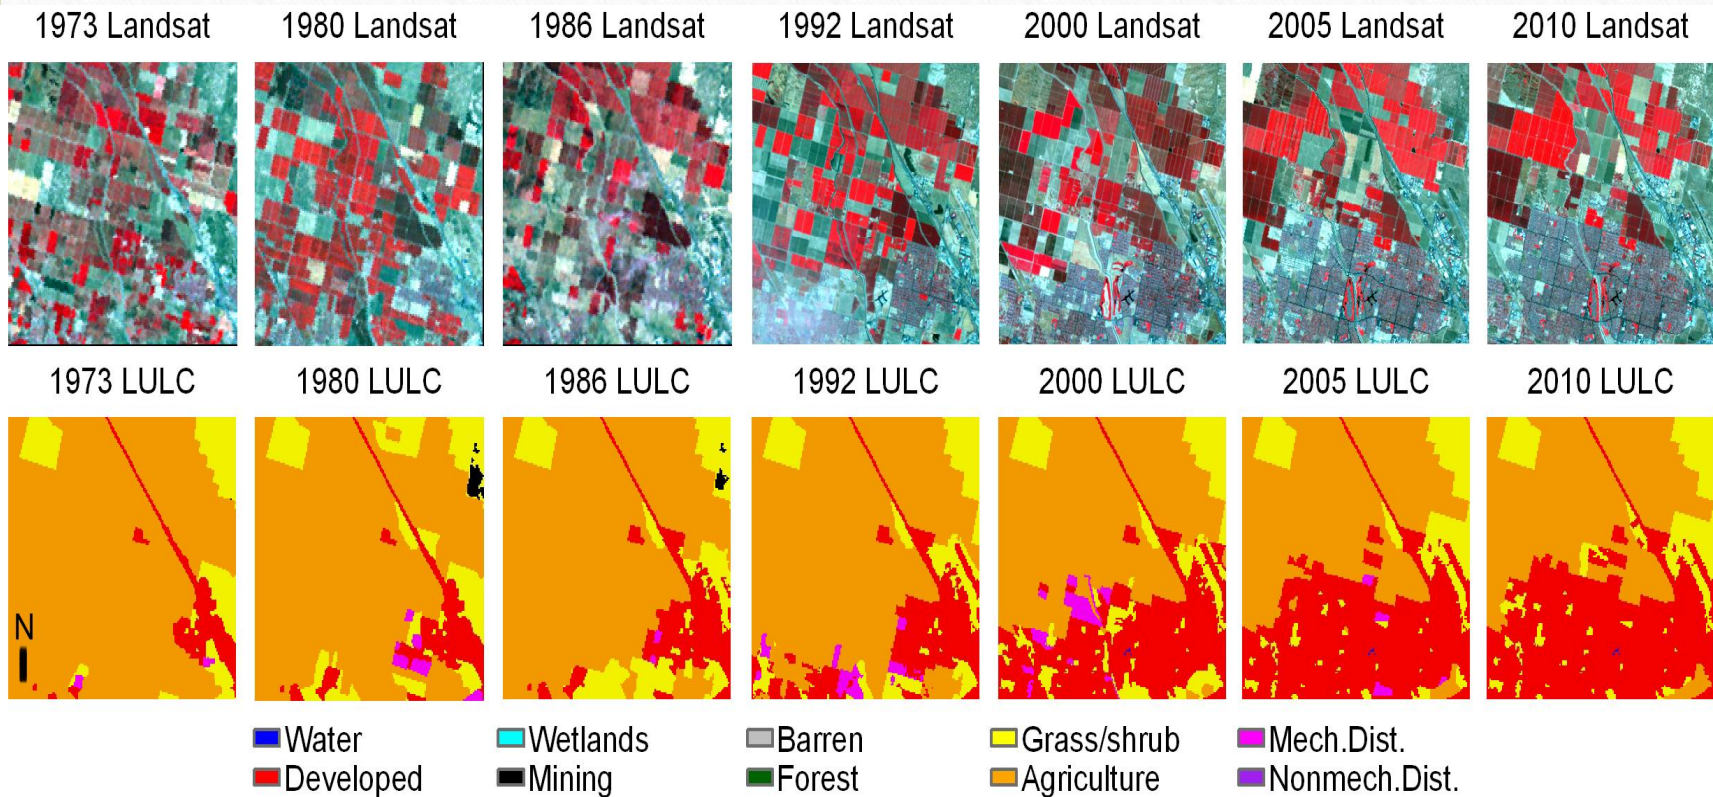 1973 Landsat 1980 Landsat 1986 Landsat 1992 Landsat 2000 Landsat 2005 Landsat 2010 Landsat
1973 LULC 1980 LULC 1986 LULC 1992 LULC 2000 LULC 2005 LULC 2010 LULC
N
Water Wetlands Barren Grass/shrub Mech.Dist.
Developed Mining Forest Agriculture Nonmech.Dist.